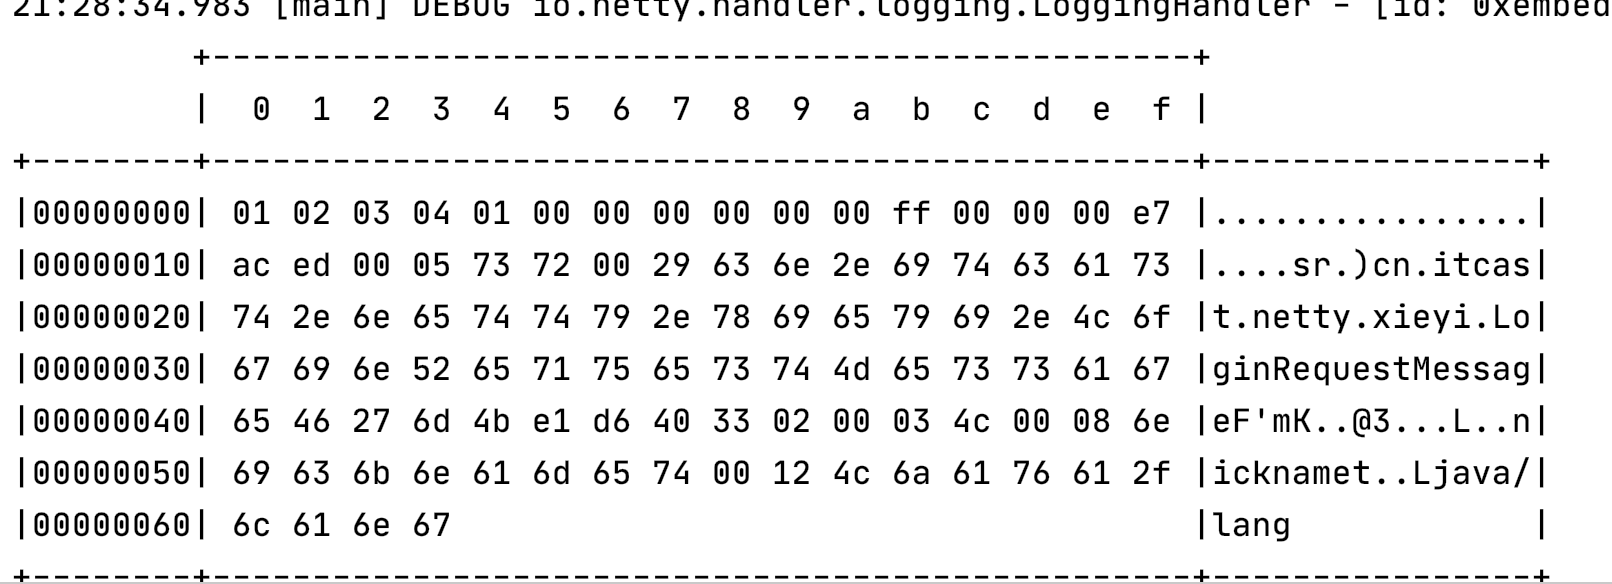 21:28:34.983 [main] DEBUG io.netty.handler.logging.LoggingHandler - [id: 0xembed
         +-------------------------------------------------+
         |  0  1  2  3  4  5  6  7  8  9  a  b  c  d  e  f |
+--------+-------------------------------------------------+----------------+
|00000000| 01 02 03 04 01 00 00 00 00 00 00 ff 00 00 00 e7 |................|
|00000010| ac ed 00 05 73 72 00 29 63 6e 2e 69 74 63 61 73 |....sr.)cn.itcas|
|00000020| 74 2e 6e 65 74 74 79 2e 78 69 65 79 69 2e 4c 6f |t.netty.xieyi.Lo|
|00000030| 67 69 6e 52 65 71 75 65 73 74 4d 65 73 73 61 67 |ginRequestMessag|
|00000040| 65 46 27 6d 4b e1 d6 40 33 02 00 03 4c 00 08 6e |eF'mK..@3...L..n|
|00000050| 69 63 6b 6e 61 6d 65 74 00 12 4c 6a 61 76 61 2f |icknamet..Ljava/|
|00000060| 6c 61 6e 67                                     |lang            |
+--------+-------------------------------------------------+----------------+